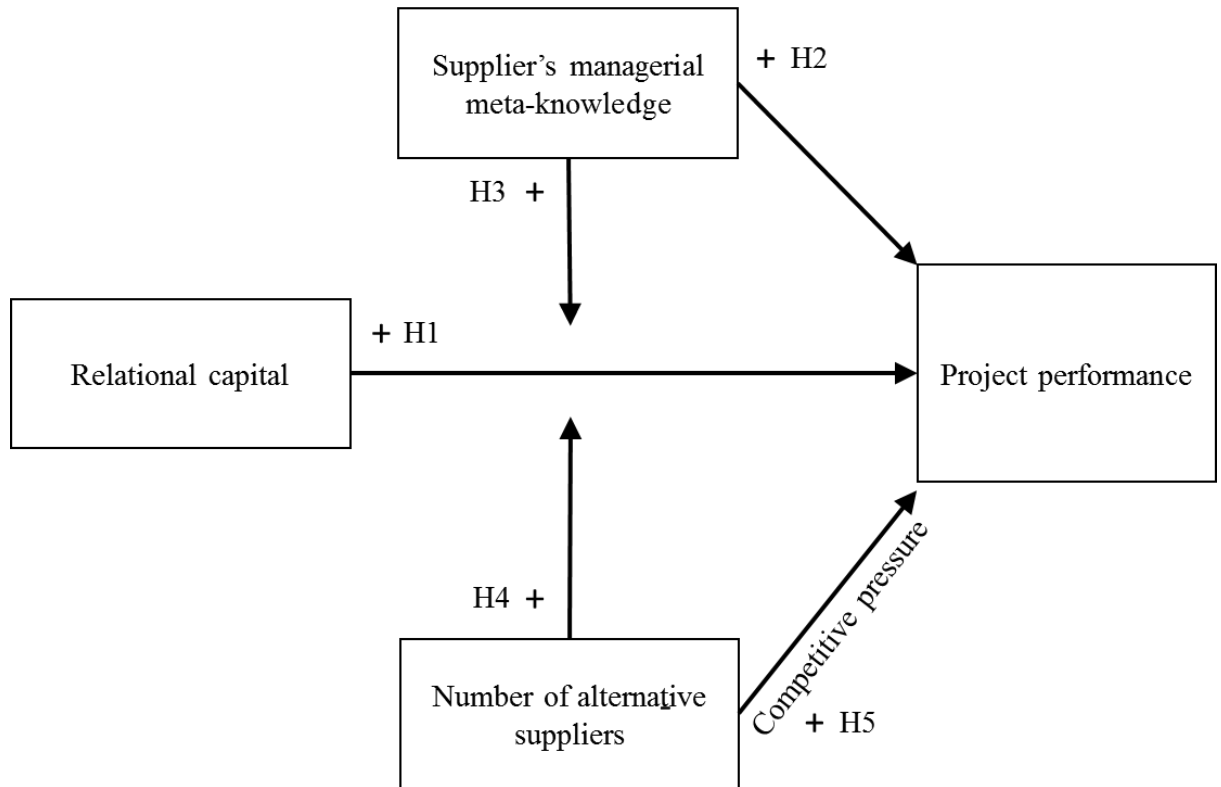 Supplier’s managerial
meta-knowledge
+ H2
H3 +
+ H1
Relational capital
Project performance
H4 +
Number of alternative
suppliers
Competitive pressure
+ H5